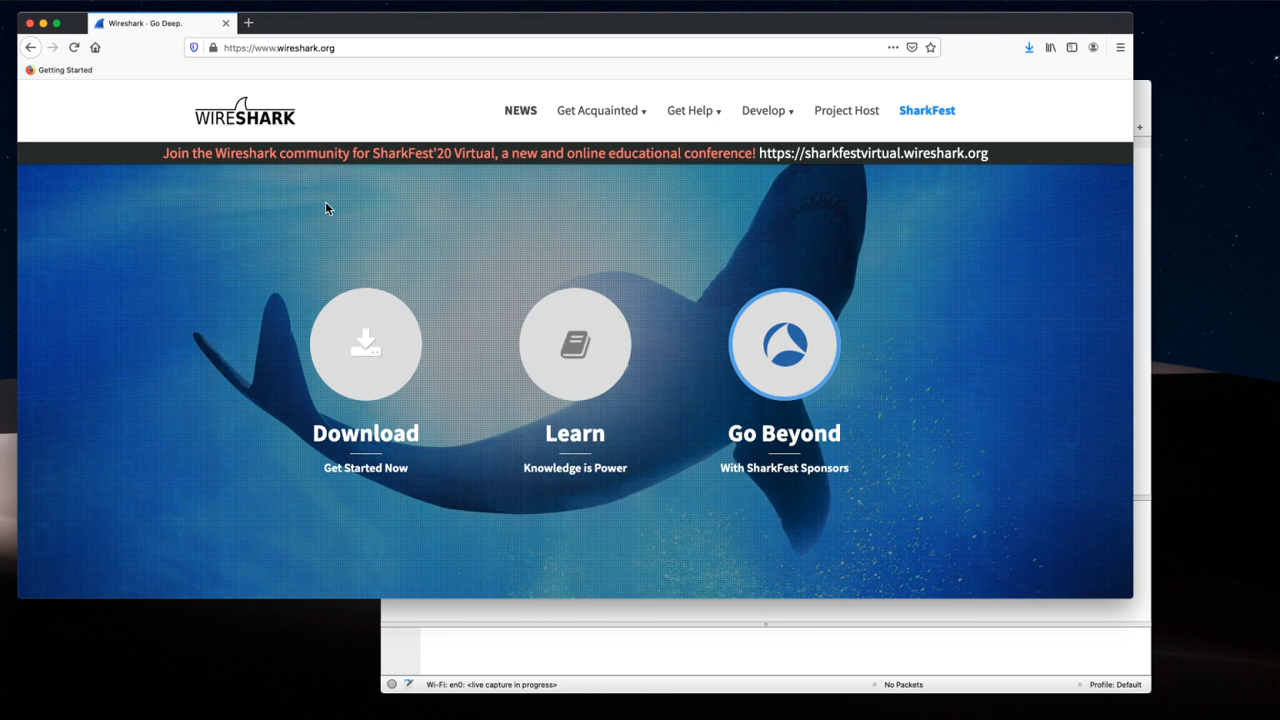 Wireshark · Go Deep.
https://www.wireshark.org
Getting Started
WIRESHARK
NEWS
Get Acquainted ▾
Get Help ▾
Develop ▾
Project Host
SharkFest
Join the Wireshark community for SharkFest'20 Virtual, a new and online educational conference! https://sharkfestvirtual.wireshark.org
Download
Get Started Now
Learn
Knowledge is Power
Go Beyond
With SharkFest Sponsors
Wi-Fi: en0: <live capture in progress>
No Packets
Profile: Default